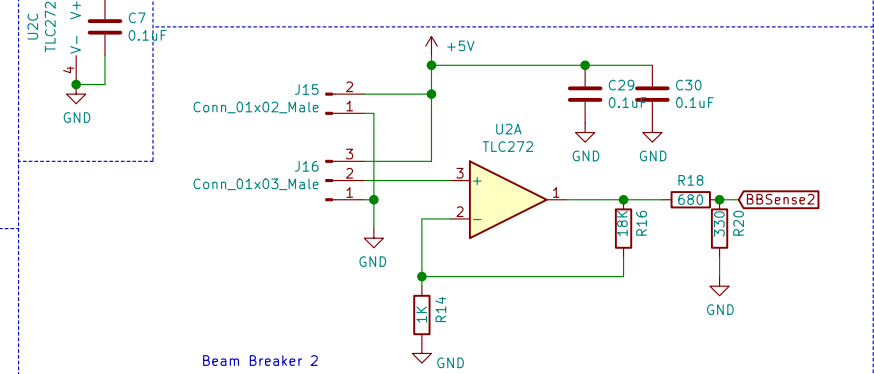 U2C
TLC272
V+
V-
4
C7
0.1uF
GND
+5V
J15
Conn_01x02_Male
2
1
J16
Conn_01x03_Male
3
2
1
GND
C29
0.1uF
GND
C30
0.1uF
GND
U2A
TLC272
3
+
2
-
1
18K
R16
R18
680
BBSense2
330
R20
GND
1K
R14
GND
Beam Breaker 2